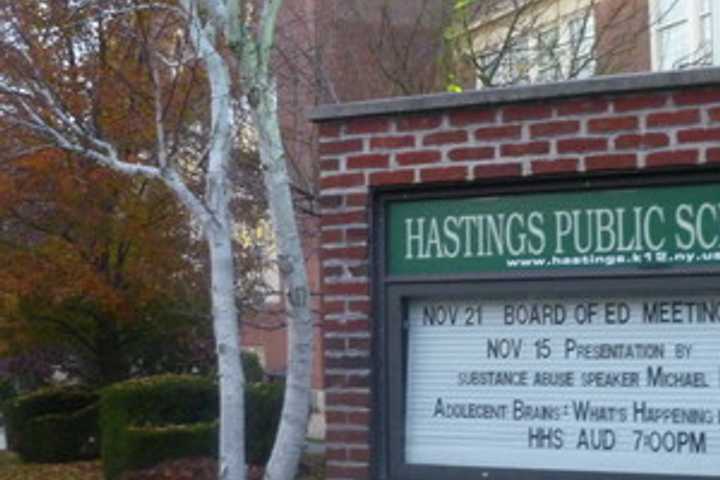 HASTINGS PUBLIC SC
www.hastings.k12.ny.us
NOV 21 BOARD OF ED MEETING
NOV 15 PRESENTATION BY
SUBSTANCE ABUSE SPEAKER MICHAEL
ADOLECENT BRAINS: WHAT'S HAPPENING
HHS AUD 7:00PM